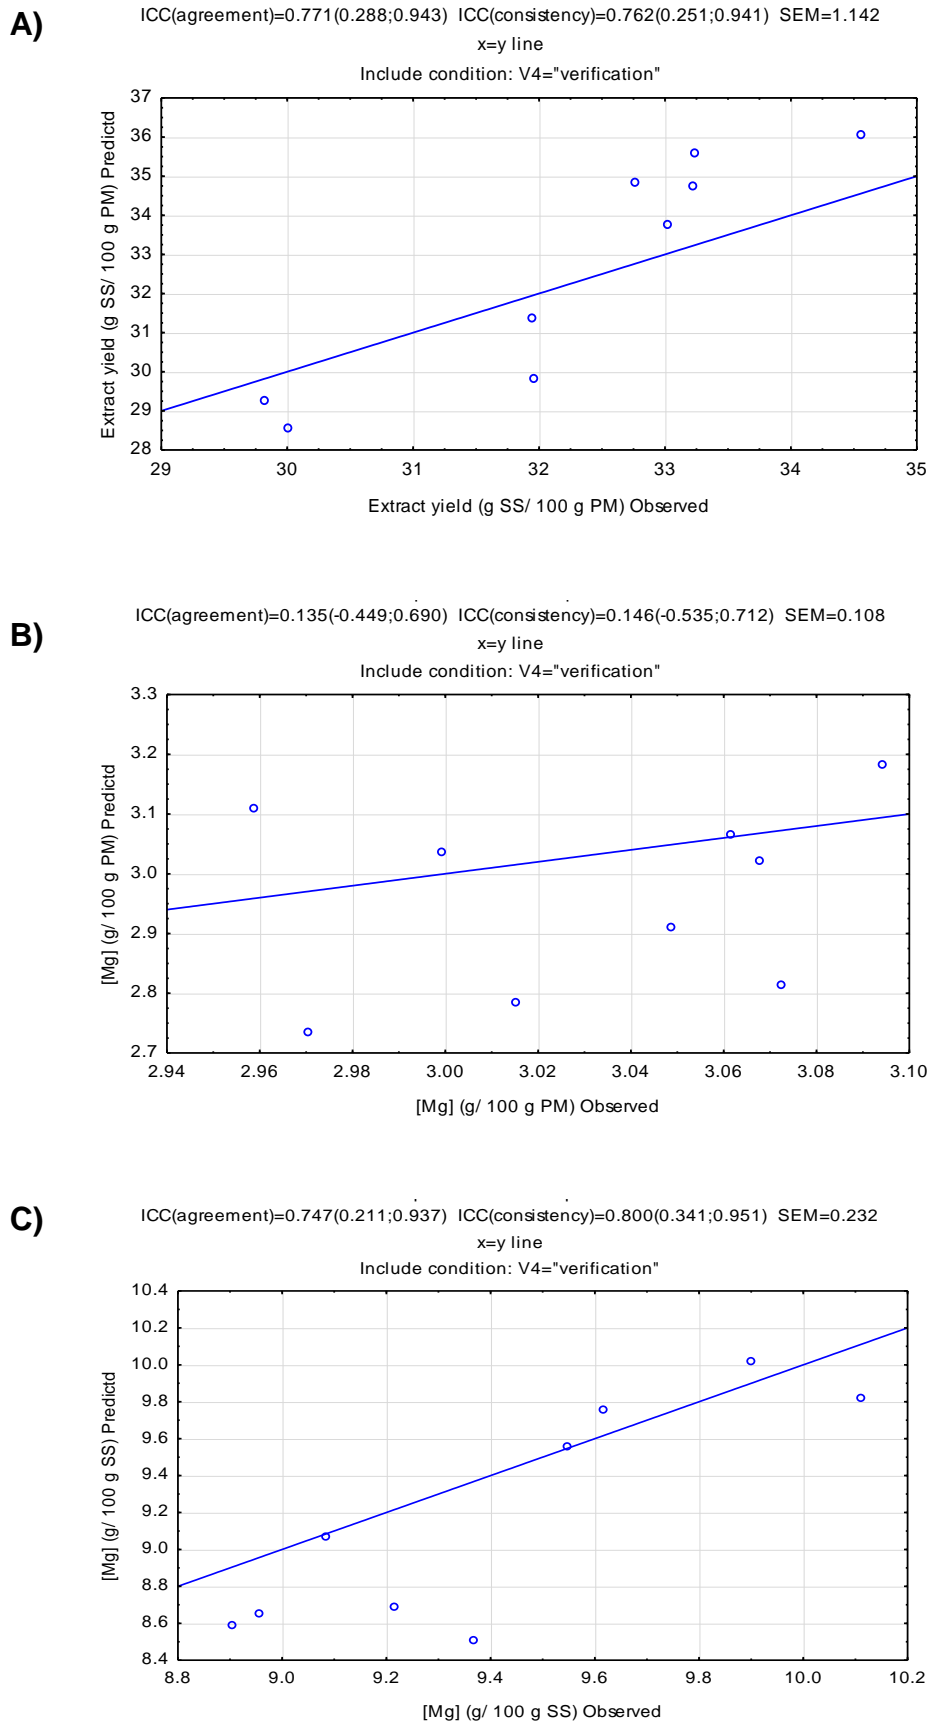 A)
ICC(agreement)=0.771(0.288;0.943) ICC(consistency)=0.762(0.251;0.941) SEM=1.142
x=y line
Include condition: V4="verification"
Extract yield (g SS/ 100 g PM) Predictd
37
36
35
34
33
32
31
30
29
28
29 30 31 32 33 34 35
Extract yield (g SS/ 100 g PM) Observed
B)
ICC(agreement)=0.135(-0.449;0.690) ICC(consistency)=0.146(-0.535;0.712) SEM=0.108
x=y line
Include condition: V4="verification"
[Mg] (g/ 100 g PM) Predictd
3.3
3.2
3.1
3.0
2.9
2.8
2.7
2.94 2.96 2.98 3.00 3.02 3.04 3.06 3.08 3.10
[Mg] (g/ 100 g PM) Observed
C)
ICC(agreement)=0.747(0.211;0.937) ICC(consistency)=0.800(0.341;0.951) SEM=0.232
x=y line
Include condition: V4="verification"
[Mg] (g/ 100 g SS) Predictd
10.4
10.2
10.0
9.8
9.6
9.4
9.2
9.0
8.8
8.6
8.4
8.8 9.0 9.2 9.4 9.6 9.8 10.0 10.2
[Mg] (g/ 100 g SS) Observed